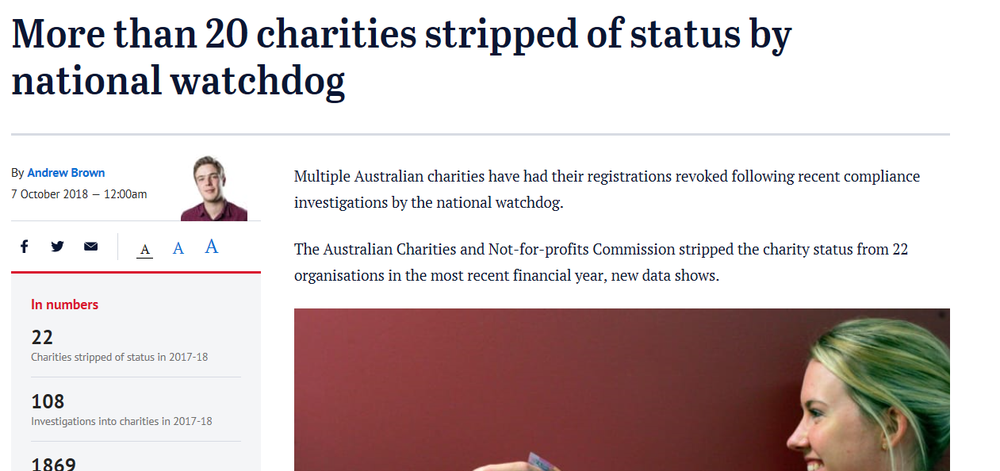 More than 20 charities stripped of status by
national watchdog
By Andrew Brown
7 October 2018 — 12:00am
A A A
In numbers
22
Charities stripped of status in 2017-18
108
Investigations into charities in 2017-18
1869
Multiple Australian charities have had their registrations revoked following recent compliance
investigations by the national watchdog.
The Australian Charities and Not-for-profits Commission stripped the charity status from 22
organisations in the most recent financial year, new data shows.